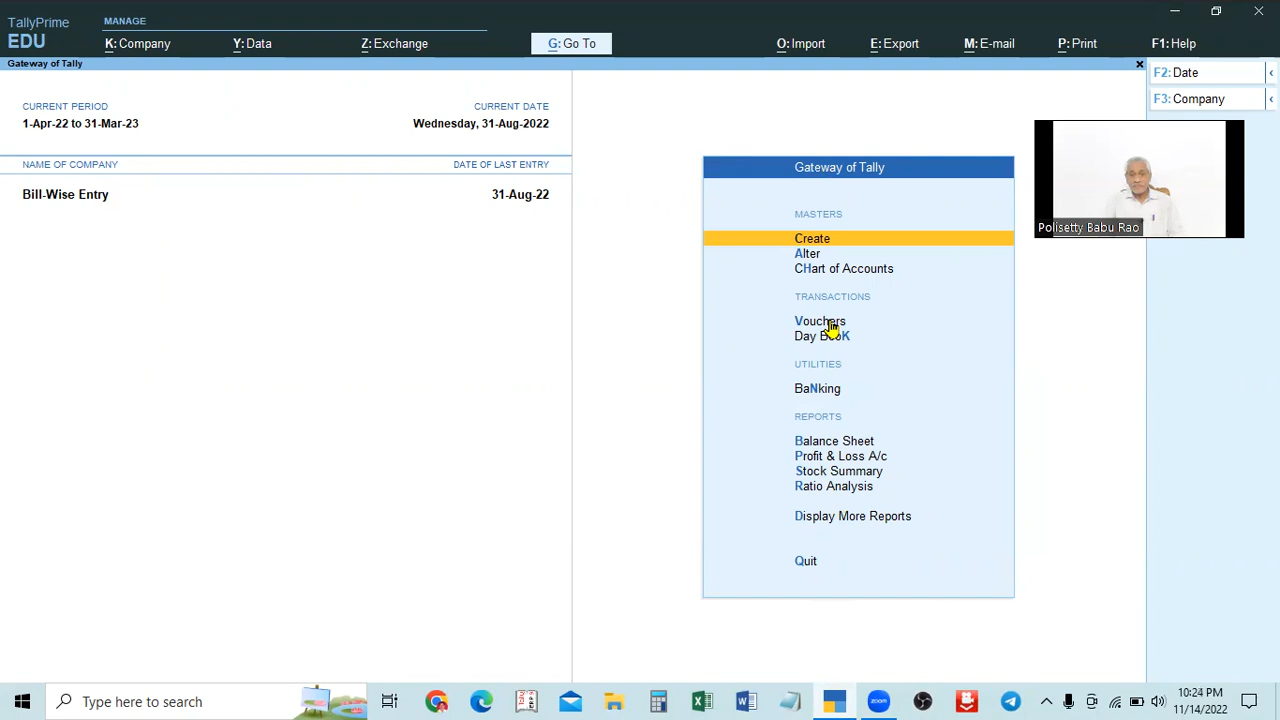 TallyPrime
EDU
MANAGE
K: Company
Y: Data
Z: Exchange
G: Go To
O: Import
E: Export
M: E-mail
P: Print
F1: Help
Gateway of Tally
F2: Date
F3: Company
CURRENT PERIOD
CURRENT DATE
1-Apr-22 to 31-Mar-23
Wednesday, 31-Aug-2022
NAME OF COMPANY
DATE OF LAST ENTRY
Bill-Wise Entry
31-Aug-22
Gateway of Tally
MASTERS
Create
Alter
CHart of Accounts
TRANSACTIONS
Vouchers
Day BooK
UTILITIES
BaNking
REPORTS
Balance Sheet
Profit & Loss A/c
Stock Summary
Ratio Analysis
Display More Reports
Quit
Polisetty Babu Rao
Type here to search
zoom
10:24 PM
11/14/2022